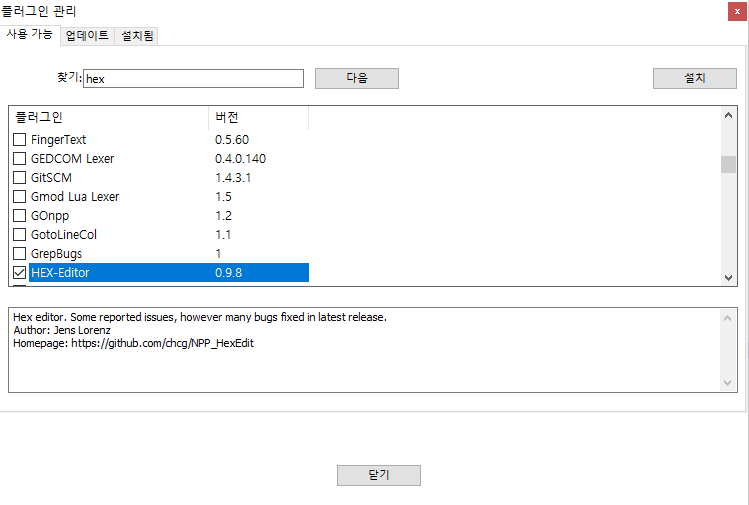 플러그인 관리
x
사용 가능 업데이트 설치됨
찾기: hex 다음 설치
플러그인 버전
FingerText 0.5.60
GEDCOM Lexer 0.4.0.140
GitSCM 1.4.3.1
Gmod Lua Lexer 1.5
GOnpp 1.2
GotoLineCol 1.1
GrepBugs 1
HEX-Editor 0.9.8
Hex editor. Some reported issues, however many bugs fixed in latest release.
Author: Jens Lorenz
Homepage: https://github.com/chcg/NPP_HexEdit
닫기